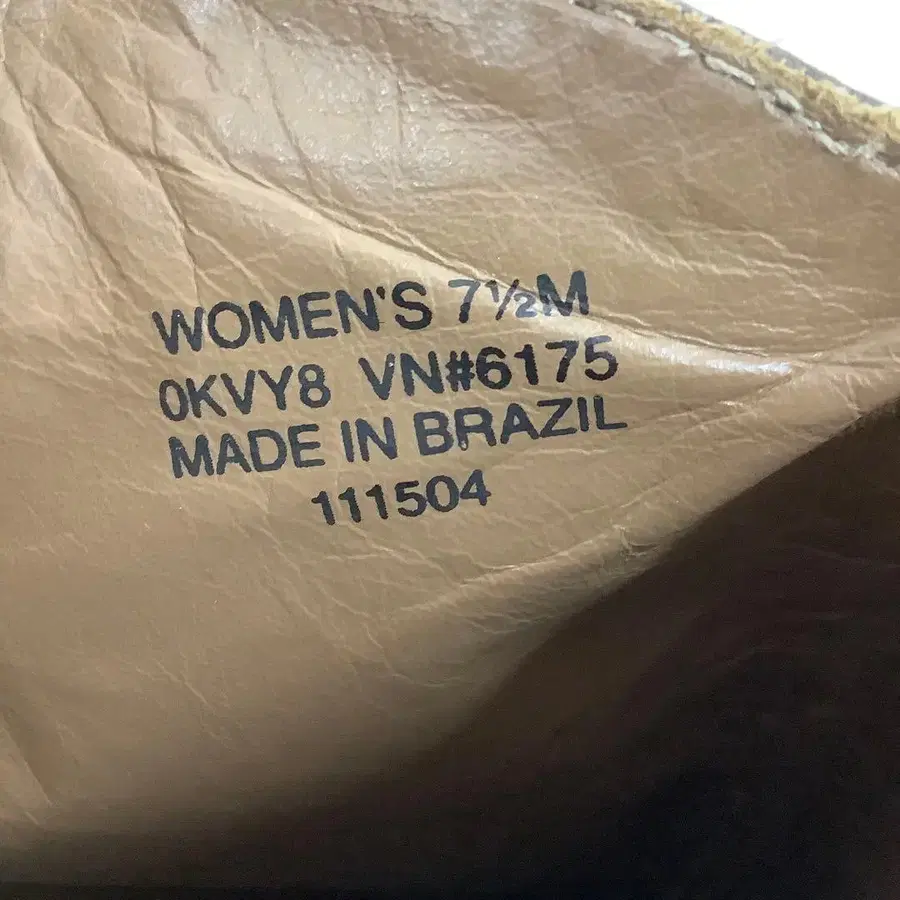 WOMEN'S 7½M
0KVY8 VN#6175
MADE IN BRAZIL
111504